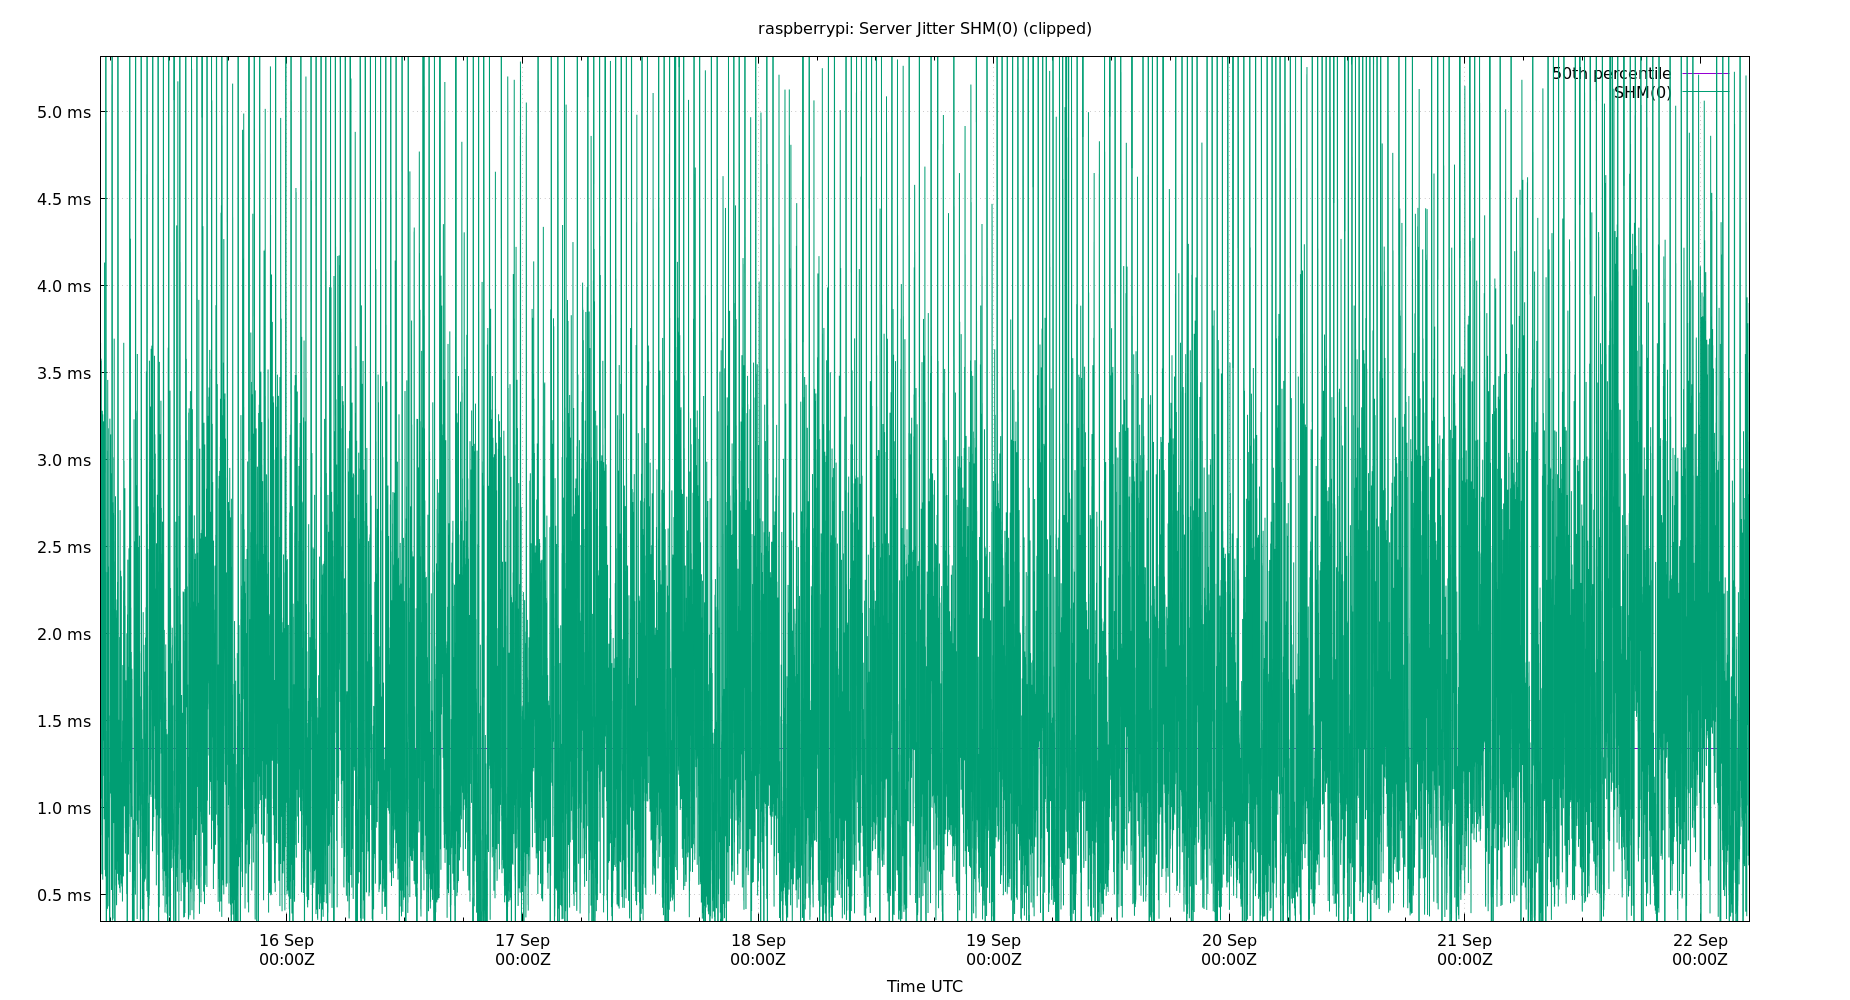 raspberrypi: Server Jitter SHM(0) (clipped)
50th percentile
SHM(0)
5.0 ms
4.5 ms
4.0 ms
3.5 ms
3.0 ms
2.5 ms
2.0 ms
1.5 ms
1.0 ms
0.5 ms
16 Sep 17 Sep 18 Sep 19 Sep 20 Sep 21 Sep 22 Sep
00:00Z 00:00Z 00:00Z 00:00Z 00:00Z 00:00Z 00:00Z
Time UTC